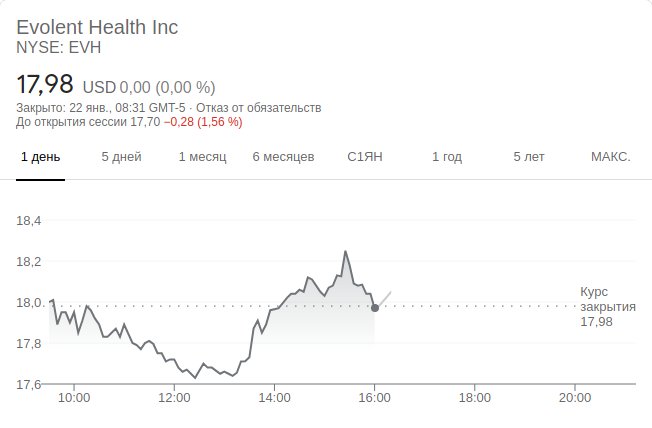 Evolent Health Inc
NYSE: EVH
17,98 USD 0,00 (0,00 %)
Закрыто: 22 янв., 08:31 GMT-5 · Отказ от обязательств
До открытия сессии 17,70 −0,28 (1,56 %)
1 день 5 дней 1 месяц 6 месяцев С1ЯН 1 год 5 лет МАКС.
18,4
18,2
18,0
17,8
17,6
Курс
закрытия
17,98
10:00 12:00 14:00 16:00 18:00 20:00